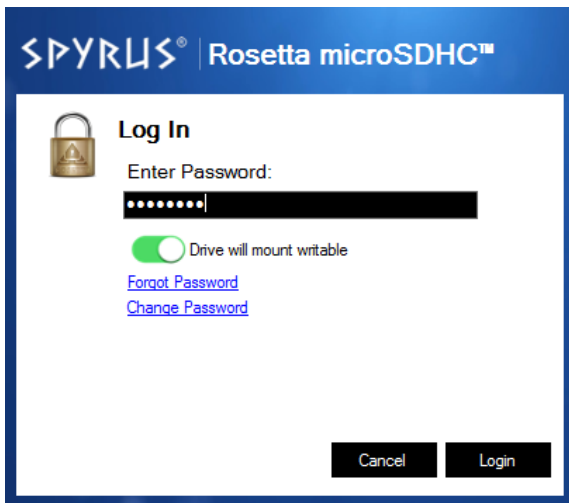 SPYRUS® | Rosetta microSDHC™
Log In
Enter Password:
••••••••
Drive will mount writable
Forgot Password
Change Password
Cancel Login